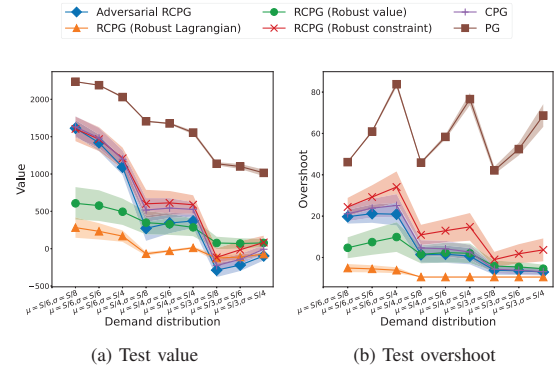 Adversarial RCPG
RCPG (Robust Lagrangian)
RCPG (Robust value)
RCPG (Robust constraint)
CPG
PG
Value
2000
1500
1000
500
0
−500
μ = S/6,σ = S/8
μ = S/6,σ = S/6
μ = S/6,σ = S/4
μ = S/4,σ = S/8
μ = S/4,σ = S/6
μ = S/4,σ = S/4
μ = S/3,σ = S/8
μ = S/3,σ = S/6
μ = S/3,σ = S/4
Demand distribution
(a) Test value
Overshoot
80
60
40
20
0
μ = S/6,σ = S/8
μ = S/6,σ = S/6
μ = S/6,σ = S/4
μ = S/4,σ = S/8
μ = S/4,σ = S/6
μ = S/4,σ = S/4
μ = S/3,σ = S/8
μ = S/3,σ = S/6
μ = S/3,σ = S/4
Demand distribution
(b) Test overshoot